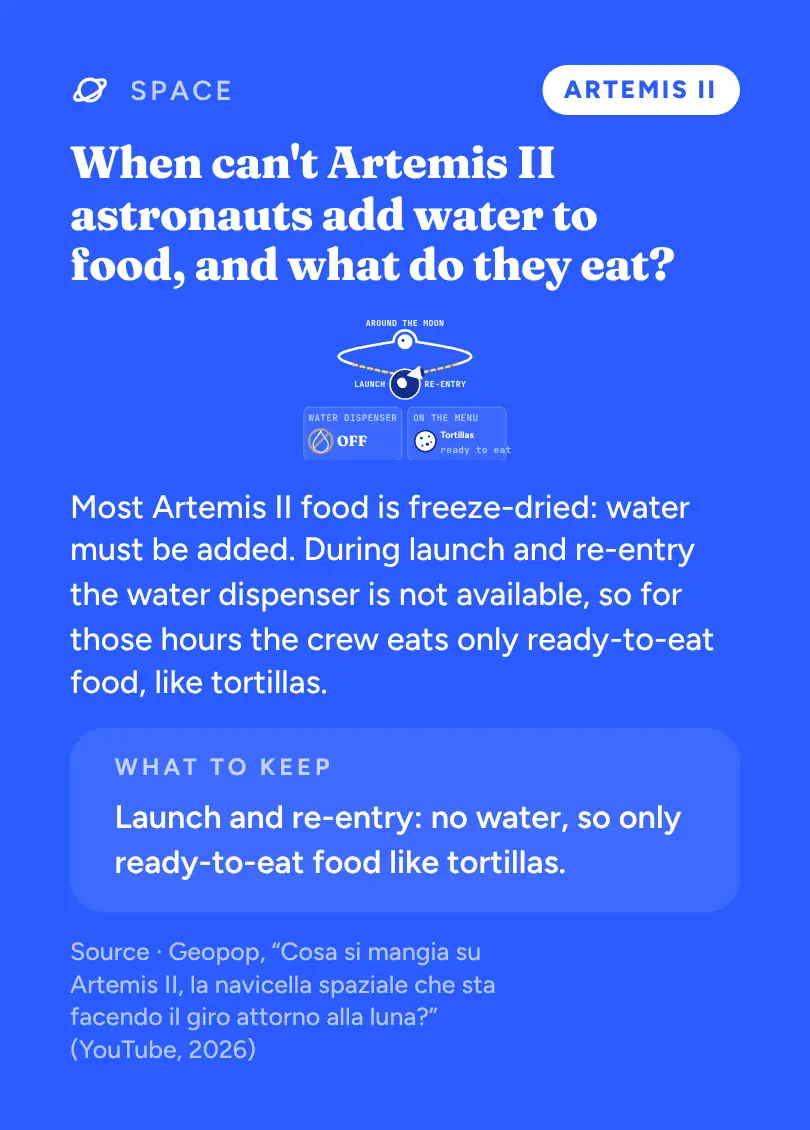 SPACE
ARTEMIS II
When can't Artemis II
astronauts add water to
food, and what do they eat?
AROUND THE MOON
LAUNCH
RE-ENTRY
WATER DISPENSER
OFF
ON THE MENU
Tortillas
ready to eat
Most Artemis II food is freeze-dried: water
must be added. During launch and re-entry
the water dispenser is not available, so for
those hours the crew eats only ready-to-eat
food, like tortillas.
WHAT TO KEEP
Launch and re-entry: no water, so only
ready-to-eat food like tortillas.
Source · Geopop, “Cosa si mangia su
Artemis II, la navicella spaziale che sta
facendo il giro attorno alla luna?”
(YouTube, 2026)